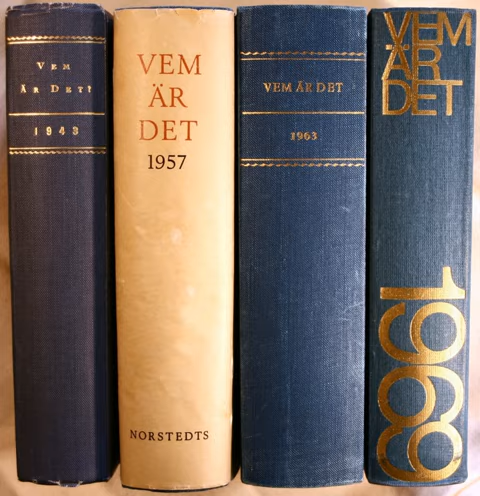 VEM
ÄR DET?
1943
VEM
ÄR
DET
1957
NORSTEDTS
VEM ÄR DET
1963
VEM
ÄR
DET
1969